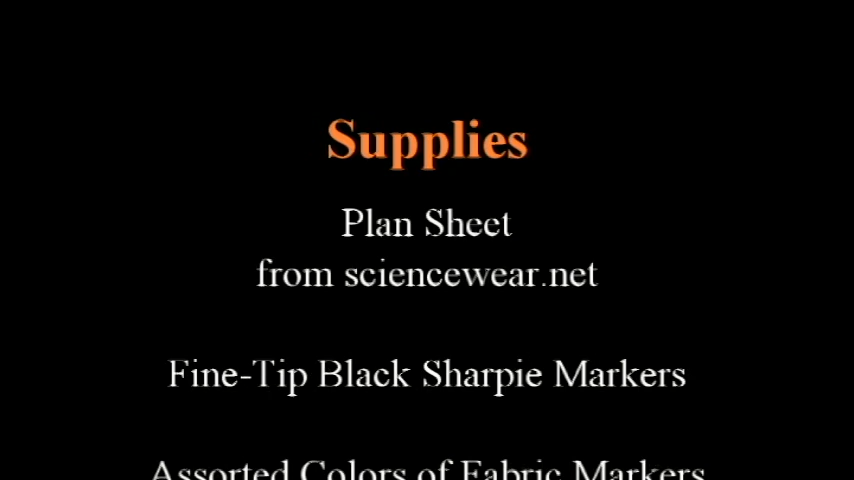 Supplies
Plan Sheet
from sciencewear.net
Fine-Tip Black Sharpie Markers
Assorted Colors of Fabric Markers